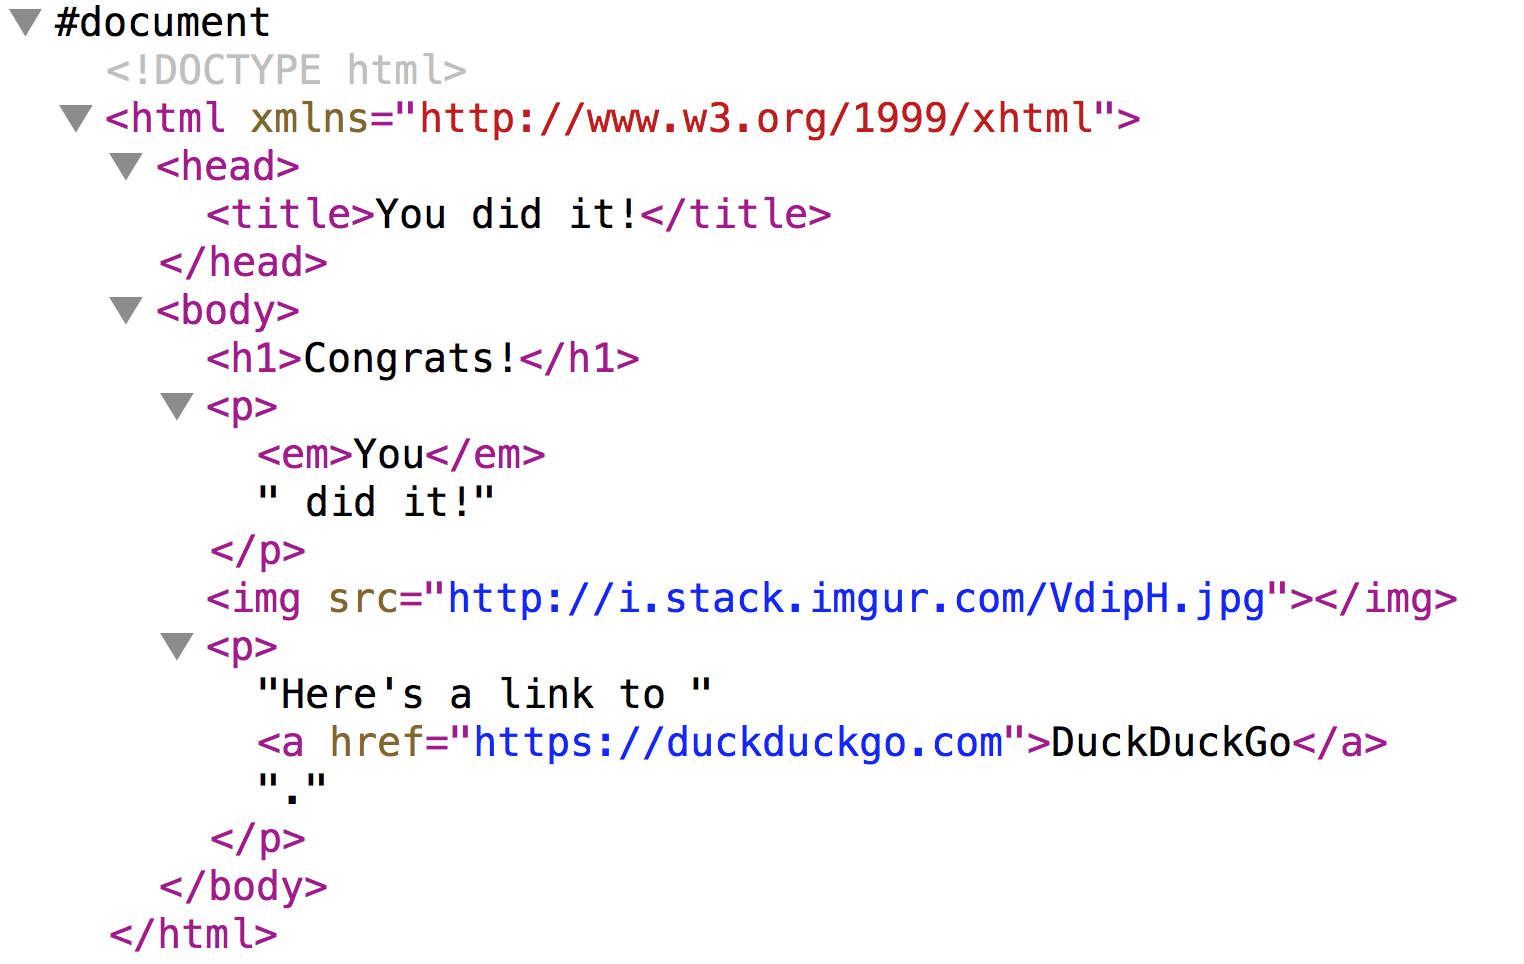 #document
<!DOCTYPE html>
<html xmlns="http://www.w3.org/1999/xhtml">
<head>
<title>You did it!</title>
</head>
<body>
<h1>Congrats!</h1>
<p>
<em>You</em>
" did it!"
</p>
<img src="http://i.stack.imgur.com/VdipH.jpg"></img>
<p>
"Here's a link to "
<a href="https://duckduckgo.com">DuckDuckGo</a>
"."
</p>
</body>
</html>